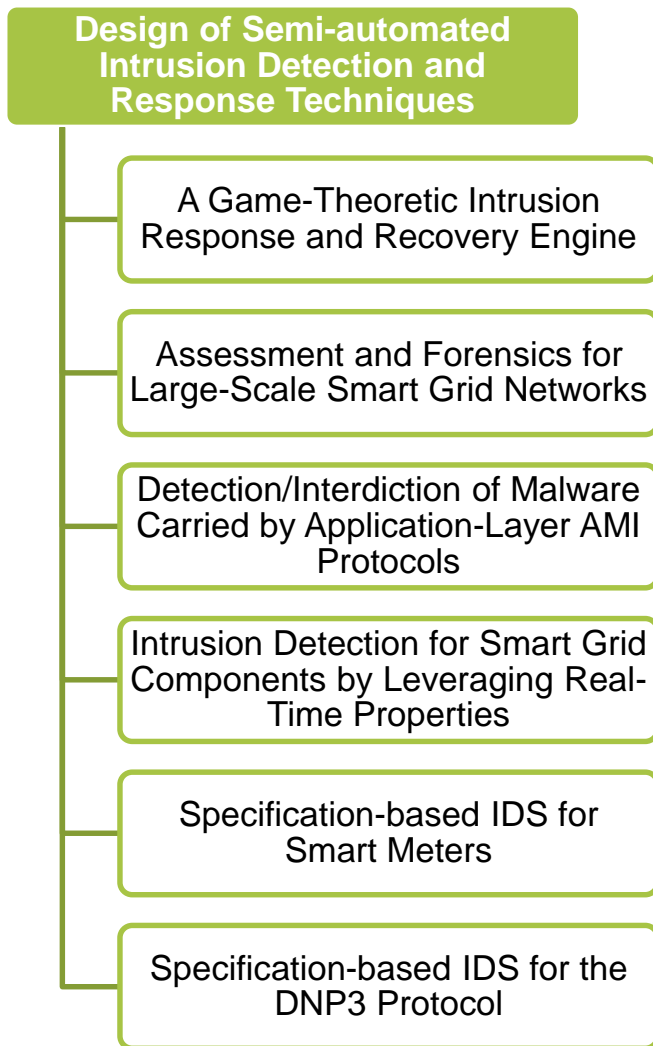 Design of Semi-automated
Intrusion Detection and
Response Techniques
A Game-Theoretic Intrusion
Response and Recovery Engine
Assessment and Forensics for
Large-Scale Smart Grid Networks
Detection/Interdiction of Malware
Carried by Application-Layer AMI
Protocols
Intrusion Detection for Smart Grid
Components by Leveraging Real-
Time Properties
Specification-based IDS for
Smart Meters
Specification-based IDS for the
DNP3 Protocol